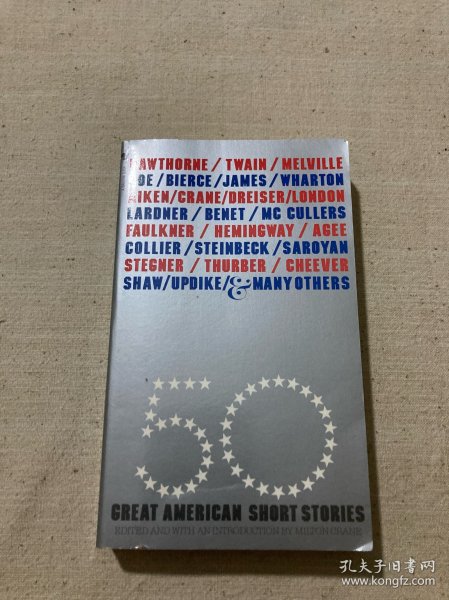 HAWTHORNE / TWAIN / MELVILLE
POE / BIERCE / JAMES / WHARTON
AIKEN / CRANE / DREISER / LONDON
LARDNER / BENET / MC CULLERS
FAULKNER / HEMINGWAY / AGEE
COLLIER / STEINBECK / SAROYAN
STEGNER / THURBER / CHEEVER
SHAW / UPDIKE / & MANY OTHERS
50
GREAT AMERICAN SHORT STORIES
EDITED AND WITH AN INTRODUCTION BY MILTON CRANE
孔夫子旧书网
www.kongfz.com